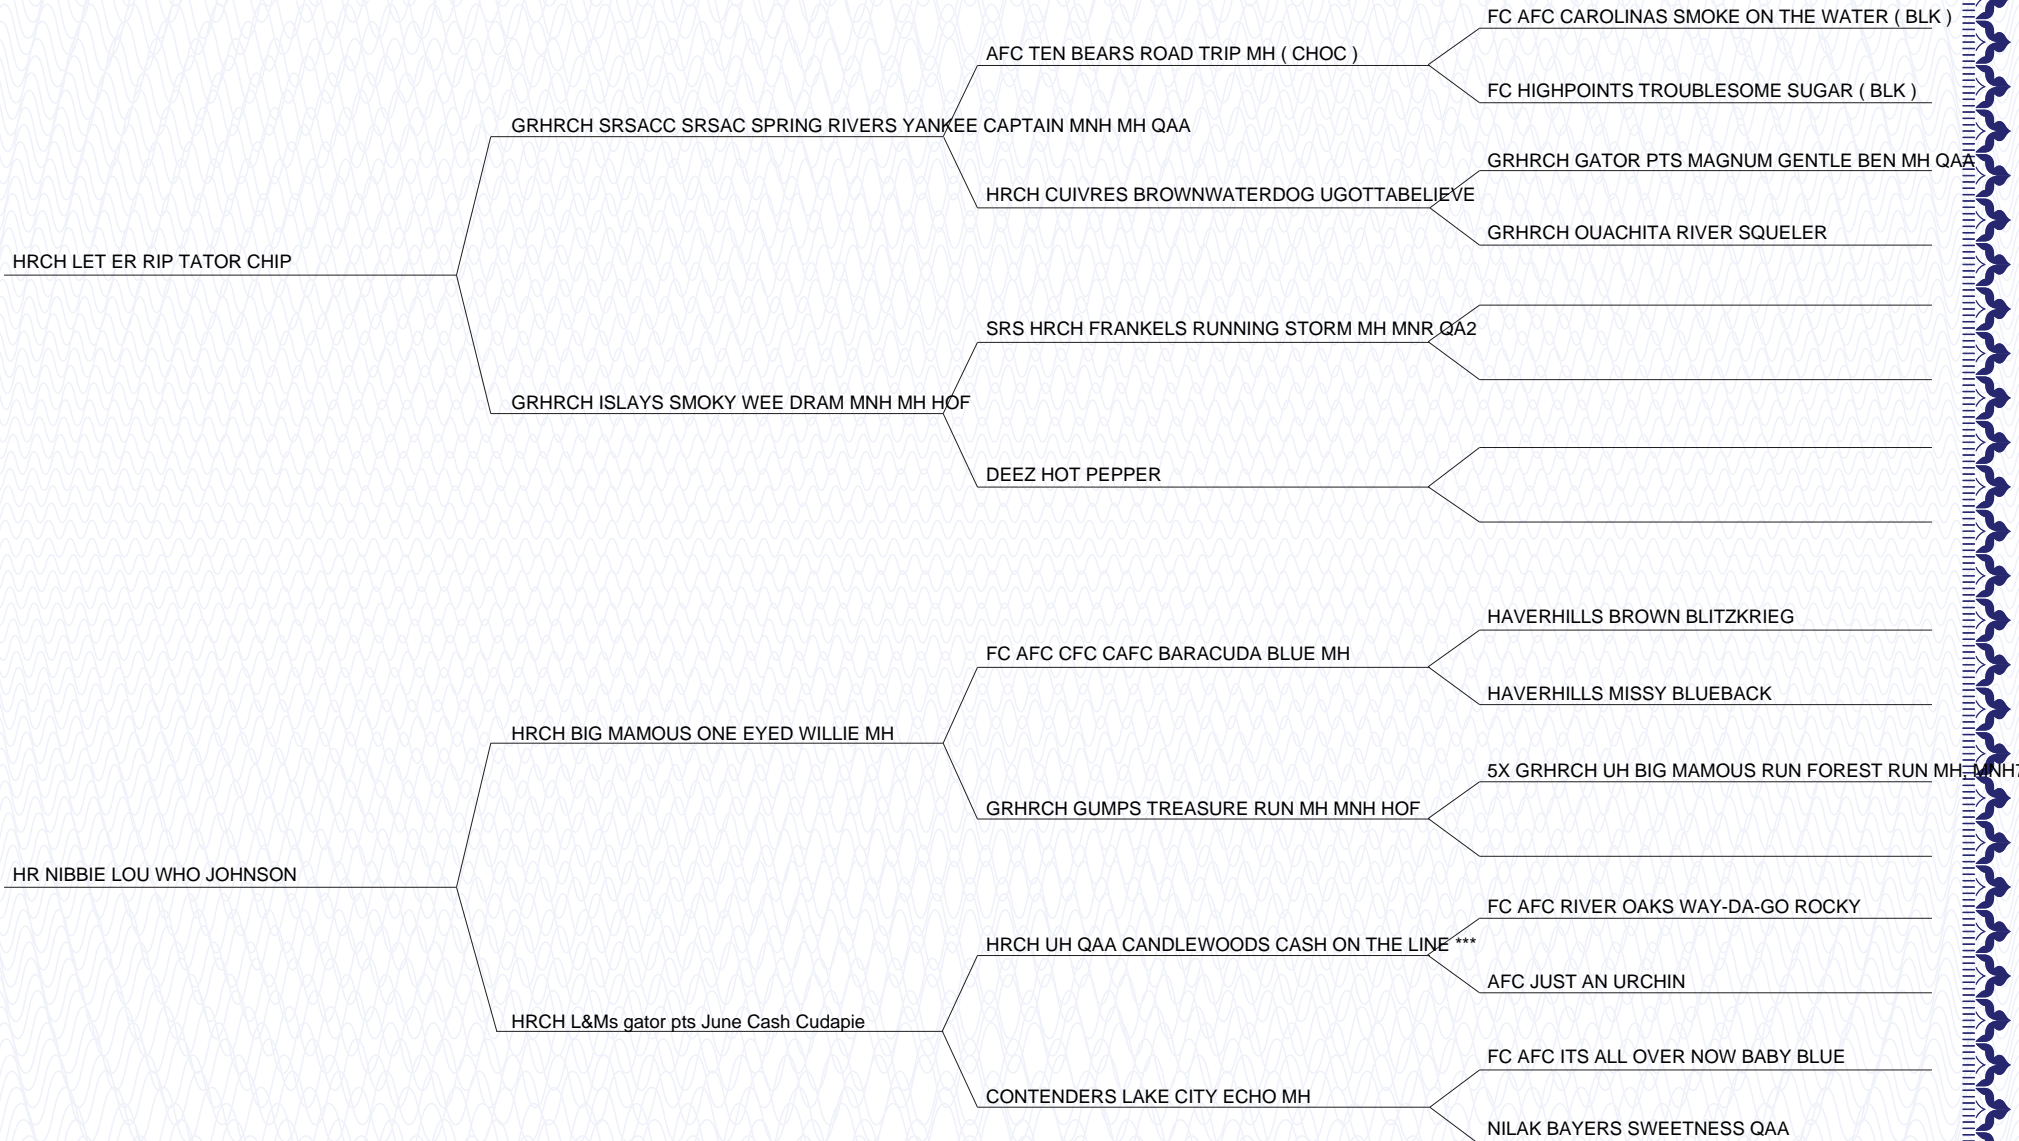 FC AFC CAROLINAS SMOKE ON THE WATER ( BLK )
AFC TEN BEARS ROAD TRIP MH ( CHOC )
FC HIGHPOINTS TROUBLESOME SUGAR ( BLK )
GRHRCH SRSACC SRSAC SPRING RIVERS YANKEE CAPTAIN MNH MH QAA
GRHRCH GATOR PTS MAGNUM GENTLE BEN MH QAA
HRCH CUIVRES BROWNWATERDOG UGOTTABELIEVE
GRHRCH OUACHITA RIVER SQUELER
HRCH LET ER RIP TATOR CHIP
SRS HRCH FRANKELS RUNNING STORM MH MNR QA2
GRHRCH ISLAYS SMOKY WEE DRAM MNH MH HOF
DEEZ HOT PEPPER
HAVERHILLS BROWN BLITZKRIEG
FC AFC CFC CAFC BARACUDA BLUE MH
HAVERHILLS MISSY BLUEBACK
HRCH BIG MAMOUS ONE EYED WILLIE MH
5X GRHRCH UH BIG MAMOUS RUN FOREST RUN MH, MNH7
GRHRCH GUMPS TREASURE RUN MH MNH HOF
HR NIBBIE LOU WHO JOHNSON
FC AFC RIVER OAKS WAY-DA-GO ROCKY
HRCH UH QAA CANDLEWOODS CASH ON THE LINE ***
AFC JUST AN URCHIN
HRCH L&Ms gator pts June Cash Cudapie
FC AFC ITS ALL OVER NOW BABY BLUE
CONTENDERS LAKE CITY ECHO MH
NILAK BAYERS SWEETNESS QAA